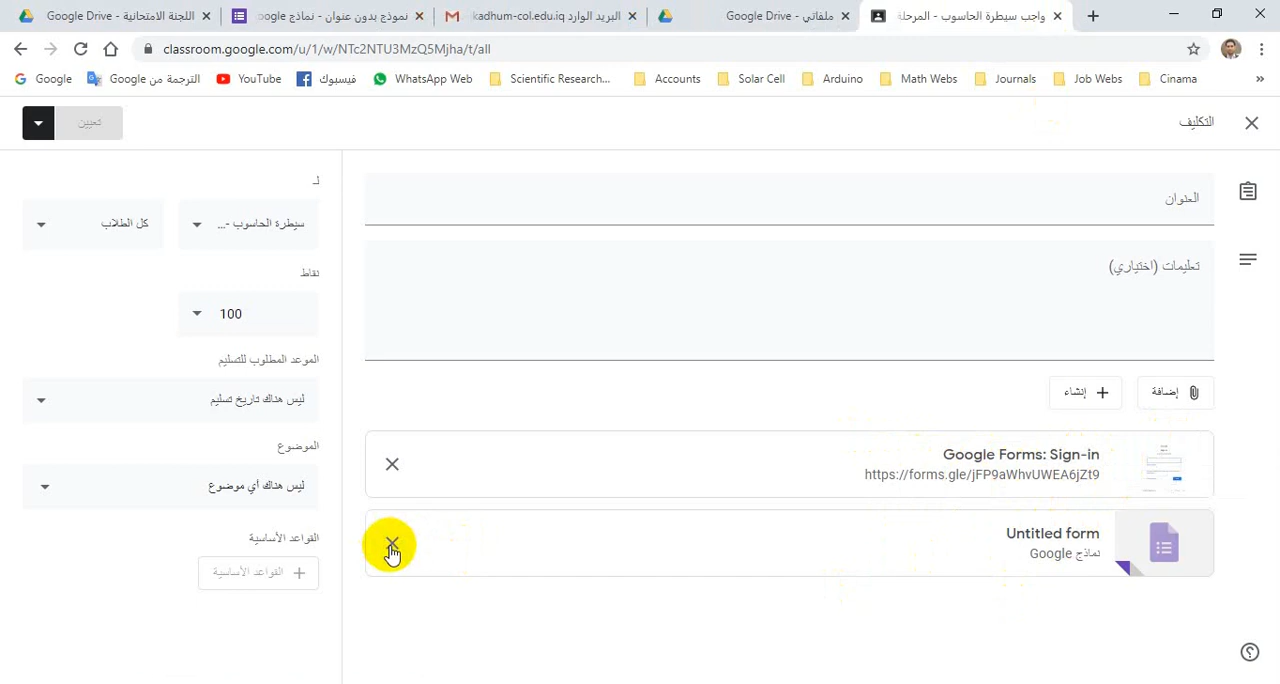 اللجنة الامتحانية - Google Drive
نموذج بدون عنوان - نماذج Google
البريد الوارد kadhum-col.edu.iq
ملفاتي - Google Drive
واجب سيطرة الحاسوب - المرحلة
classroom.google.com/u/1/w/NTc2NTU3MzQ5Mjha/t/all
Google
الترجمة من Google
YouTube
فيسبوك
WhatsApp Web
Scientific Research...
Accounts
Solar Cell
Arduino
Math Webs
Journals
Job Webs
Cinama
التكليف
تعيين
العنوان
تعليمات (اختياري)
إضافة
إنشاء
Google Forms: Sign-in
https://forms.gle/jFP9aWhvUWEA6jZt9
Untitled form
نماذج Google
لـ
سيطرة الحاسوب -...
كل الطلاب
نقاط
100
الموعد المطلوب للتسليم
ليس هناك تاريخ تسليم
الموضوع
ليس هناك أي موضوع
القواعد الأساسية
القواعد الأساسية